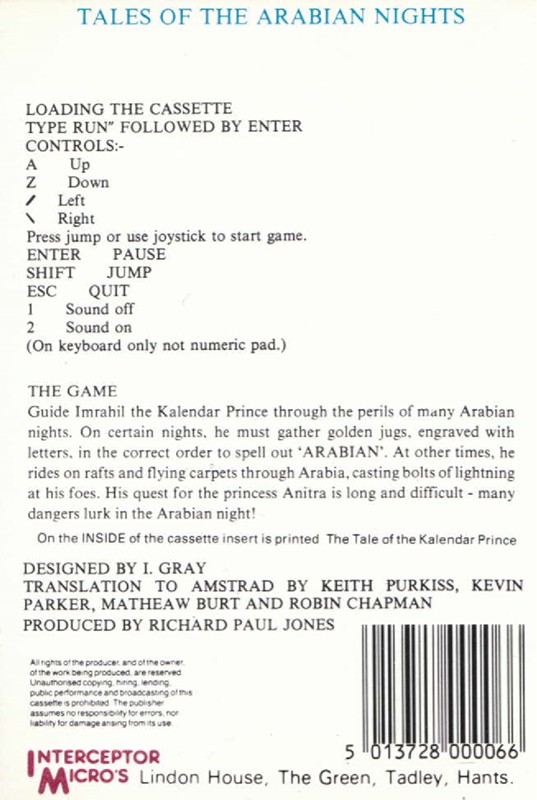 TALES OF THE ARABIAN NIGHTS
LOADING THE CASSETTE
TYPE RUN" FOLLOWED BY ENTER
CONTROLS:-
A Up
Z Down
/ Left
\ Right
Press jump or use joystick to start game.
ENTER PAUSE
SHIFT JUMP
ESC QUIT
1 Sound off
2 Sound on
(On keyboard only not numeric pad.)
THE GAME
Guide Imrahil the Kalendar Prince through the perils of many Arabian
nights. On certain nights, he must gather golden jugs, engraved with
letters, in the correct order to spell out 'ARABIAN'. At other times, he
rides on rafts and flying carpets through Arabia, casting bolts of lightning
at his foes. His quest for the princess Anitra is long and difficult - many
dangers lurk in the Arabian night!
On the INSIDE of the cassette insert is printed The Tale of the Kalendar Prince
DESIGNED BY I. GRAY
TRANSLATION TO AMSTRAD BY KEITH PURKISS, KEVIN
PARKER, MATHEAW BURT AND ROBIN CHAPMAN
PRODUCED BY RICHARD PAUL JONES
All rights of the producer, and of the owner,
of the work being produced, are reserved.
Unauthorised copying, hiring, lending,
public performance and broadcasting of this
cassette is prohibited. The publisher
assumes no responsibility for errors, nor
liability for damage arising from its use.
5 013728 000066
INTERCEPTOR
MICRO'S Lindon House, The Green, Tadley, Hants.